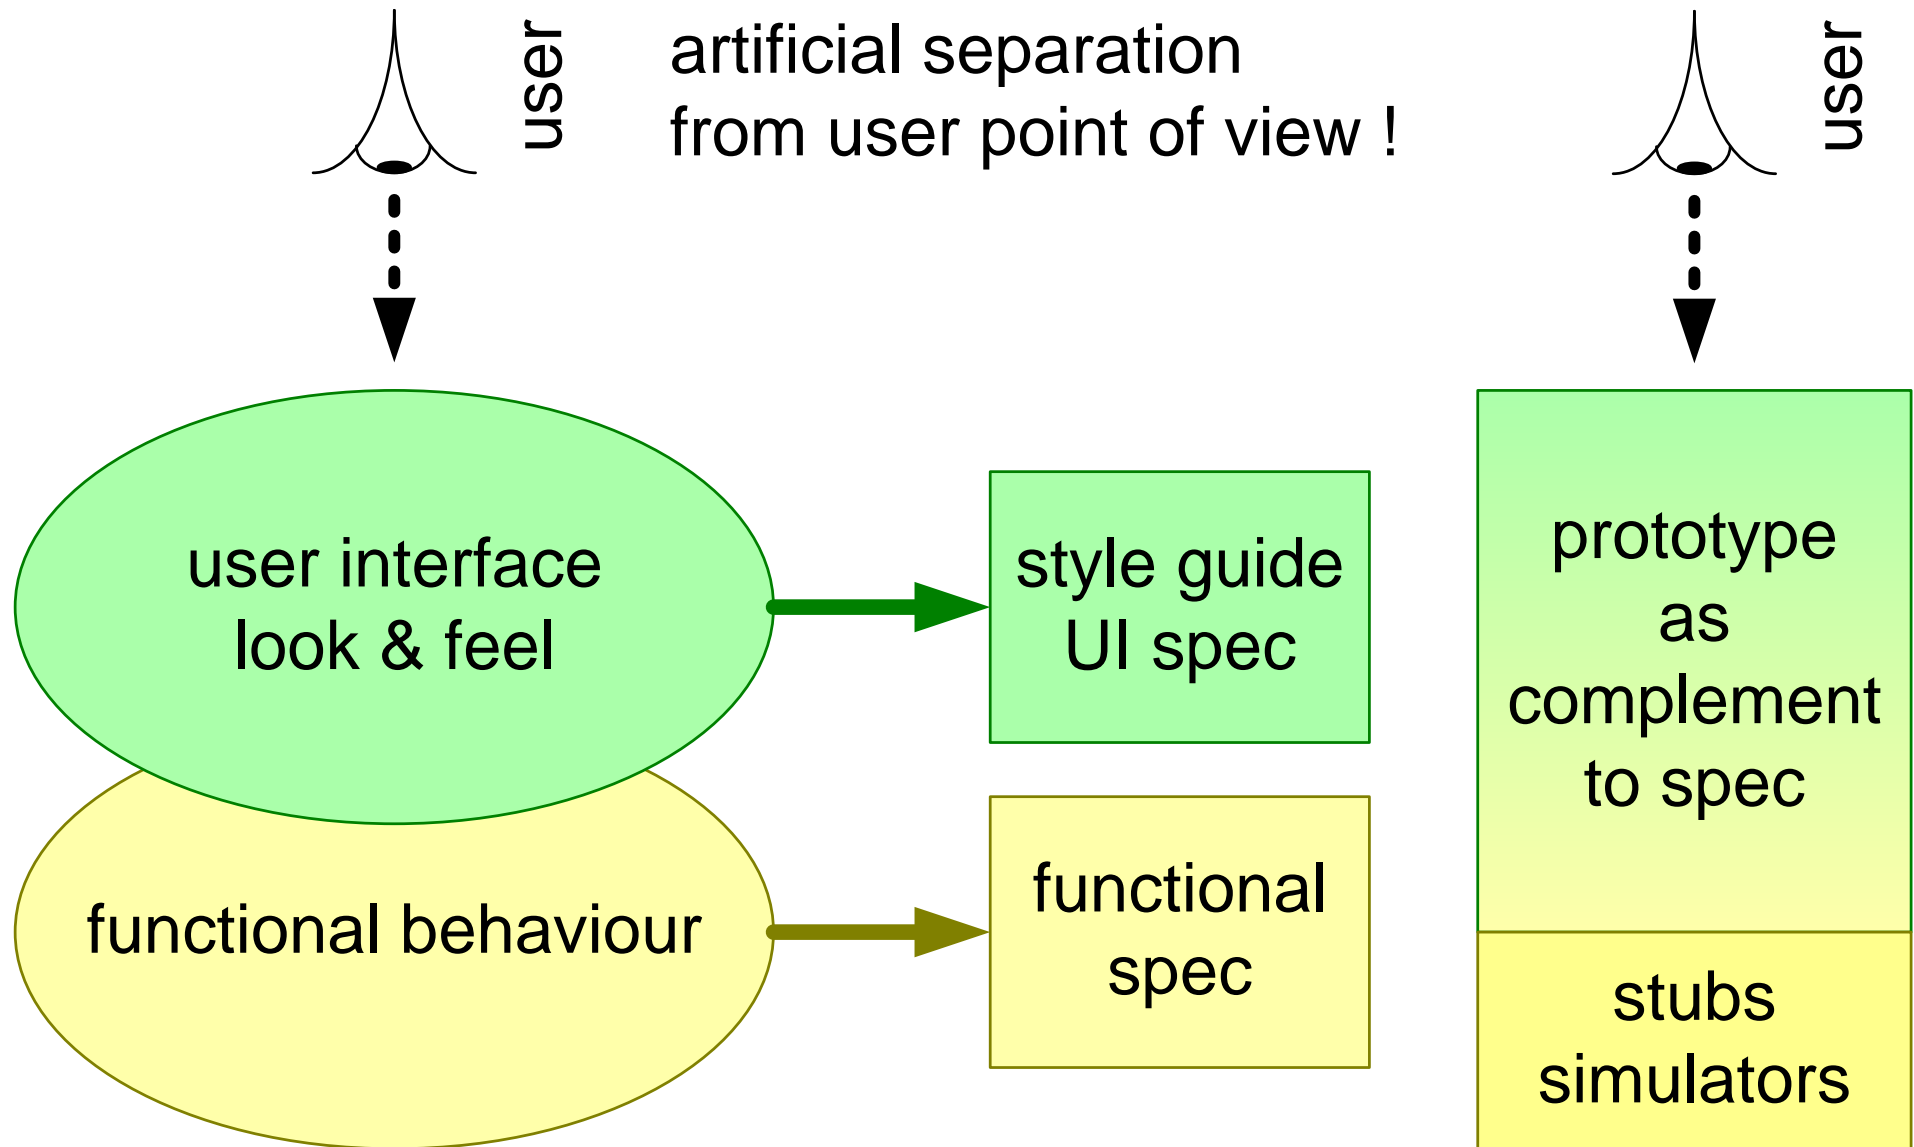 user
artificial separation
from user point of view !
user
user interface
look & feel
style guide
UI spec
prototype
as
complement
to spec
functional behaviour
functional
spec
stubs
simulators